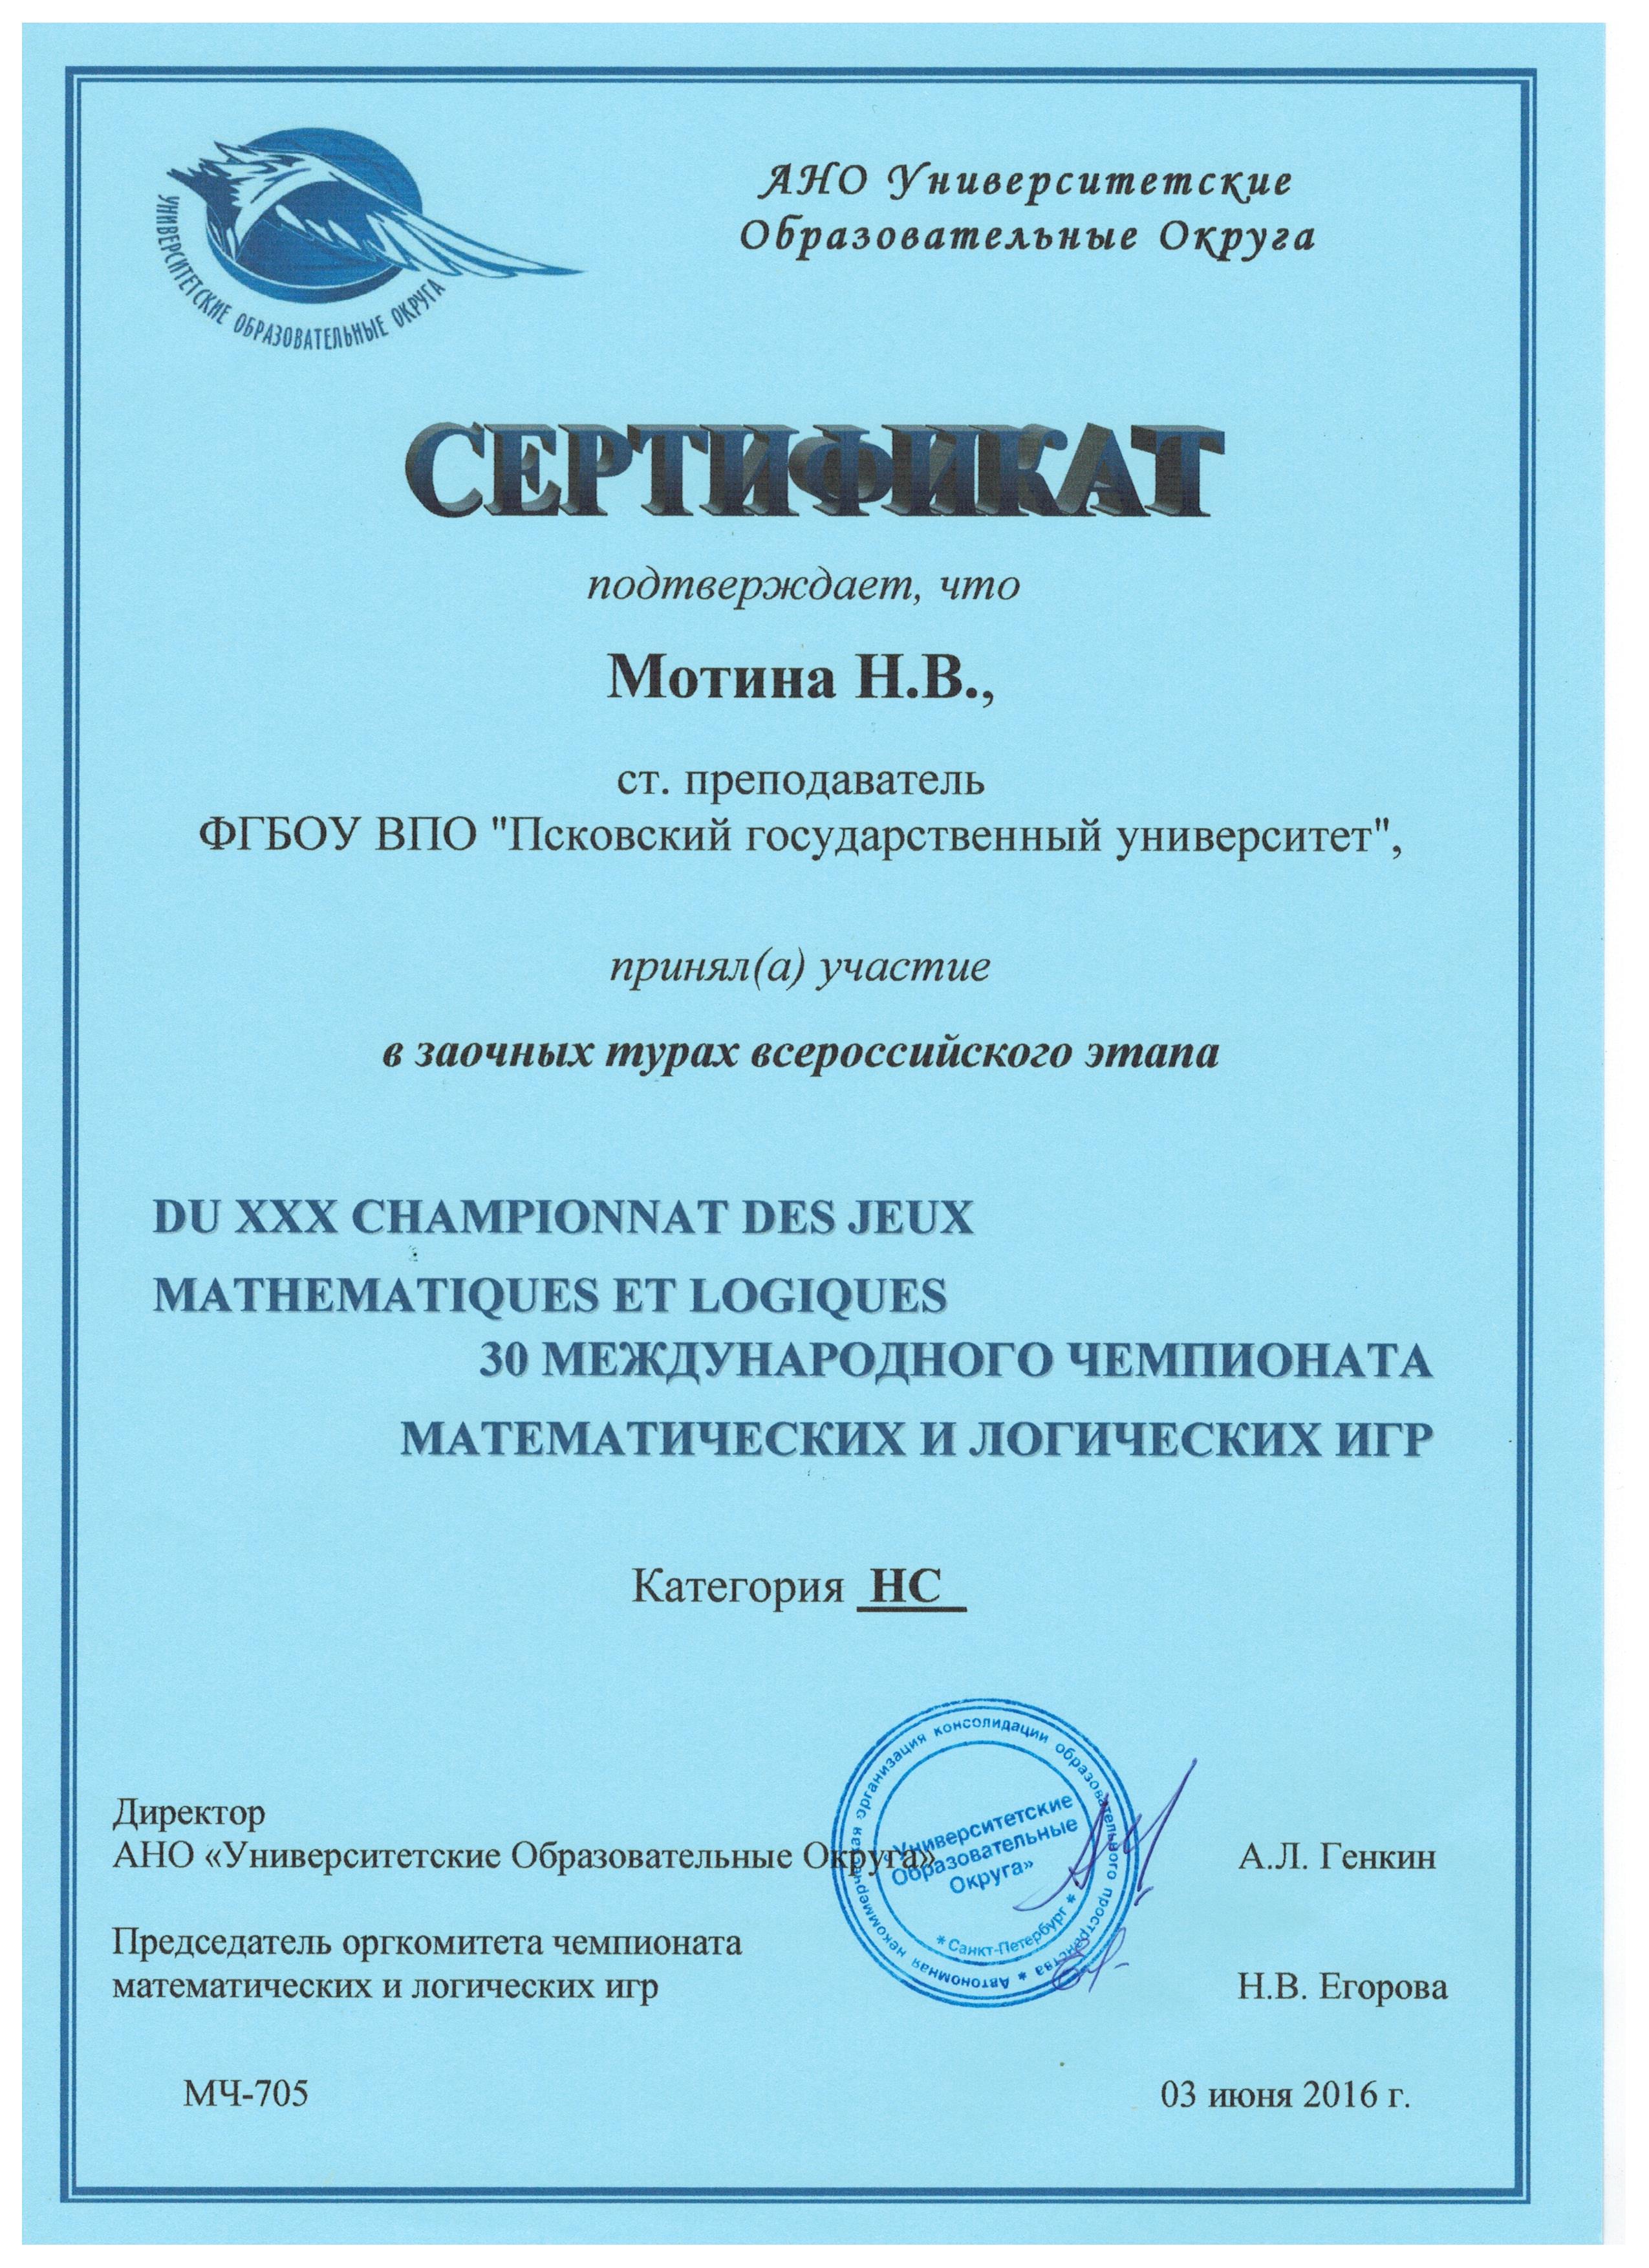 УНИВЕРСИТЕТСКИЕ ОБРАЗОВАТЕЛЬНЫЕ ОКРУГА
АНО Университетские
Образовательные Округа
СЕРТИФИКАТ
подтверждает, что
Мотина Н.В.,
ст. преподаватель
ФГБОУ ВПО "Псковский государственный университет",
принял(а) участие
в заочных турах всероссийского этапа
DU XXX CHAMPIONNAT DES JEUX
MATHEMATIQUES ET LOGIQUES
30 МЕЖДУНАРОДНОГО ЧЕМПИОНАТА
МАТЕМАТИЧЕСКИХ И ЛОГИЧЕСКИХ ИГР
Категория НС
Директор
АНО «Университетские Образовательные Округа»
А.Л. Генкин
Автономная некоммерческая организация консолидации образовательного пространства
«Университетские
Образовательные
Округа»
* Санкт-Петербург *
Председатель оргкомитета чемпионата
математических и логических игр
Н.В. Егорова
МЧ-705
03 июня 2016 г.